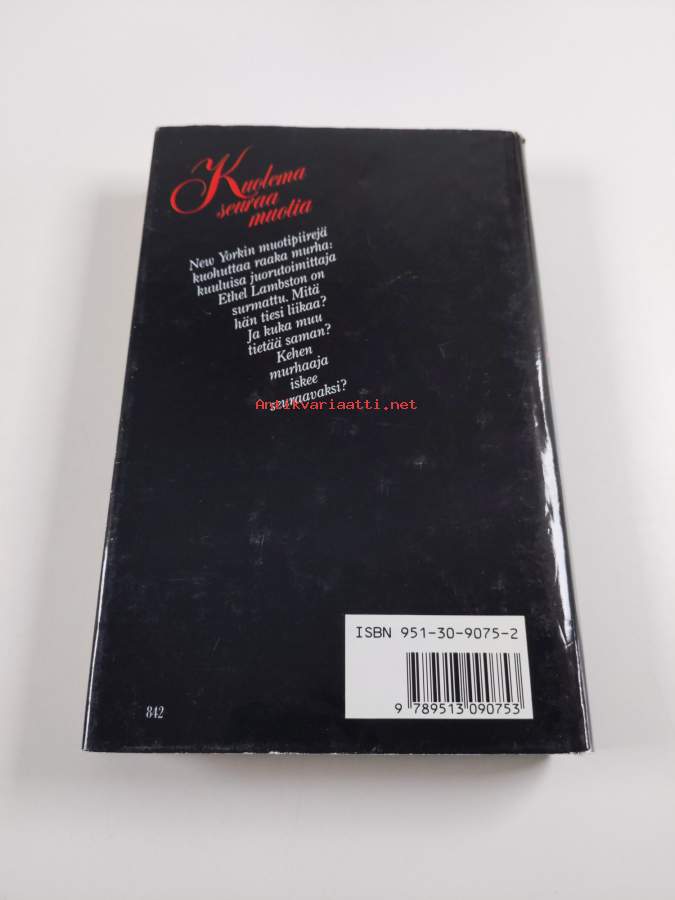 Kuolema
seuraa
muotia
New Yorkin muotipiirejä
kuohuttaa raaka murha:
kuuluisa juorutoimittaja
Ethel Lambston on
surmattu. Mitä
hän tiesi liikaa?
Ja kuka muu
tietää saman?
Kehen
murhaaja
iskee
seuraavaksi?
Antikvariaatti.net
ISBN 951-30-9075-2
9 789513 090753
842